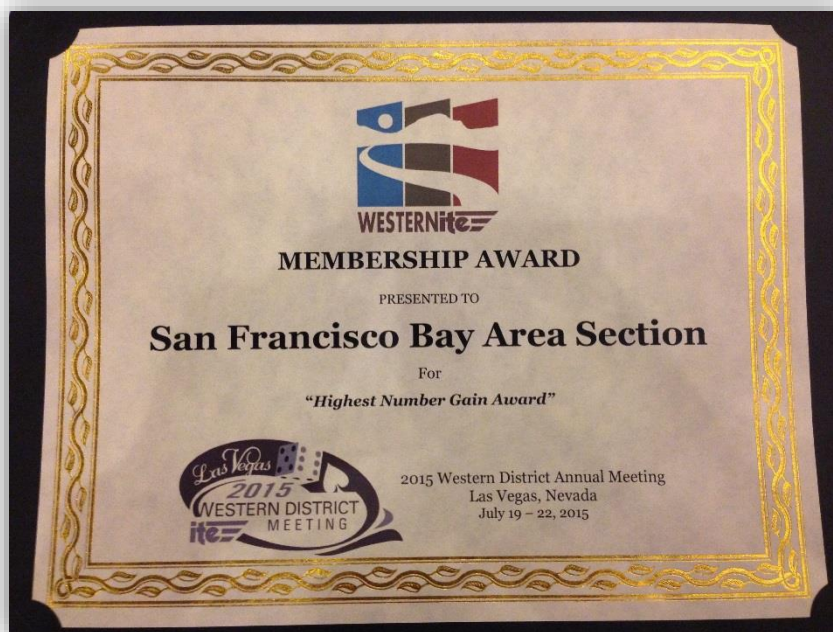 WESTERNite
MEMBERSHIP AWARD
PRESENTED TO
San Francisco Bay Area Section
For
“Highest Number Gain Award”
Las Vegas
2015
WESTERN DISTRICT
MEETING
ite
2015 Western District Annual Meeting
Las Vegas, Nevada
July 19 – 22, 2015